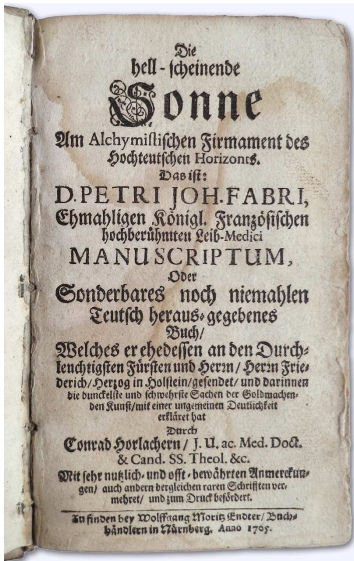 Die
hell-scheinende
Sonne
Am Alchymistischen Firmament des
Hochteutschen Horizonts.
Das ist:
D. PETRI JOH. FABRI,
Ehmahligen Königl. Französischen
hochberühmten Leib-Medici
MANUSCRIPTUM,
Oder
Sonderbares noch niemahlen
Teutsch heraus-gegebenes
Buch/
Welches er ehedessen an den Durch-
leuchtigsten Fürsten und Herrn/ Herrn Frie-
derich/ Herzog in Holstein/ gesendet/ und darinnen
die dunckelste und schwehrste Sachen der Goldmachen-
den Kunst/ mit einer ungemeinen Deutlichkeit
erkläret hat
Durch
Conrad Horlachern/ J. U. ac. Med. Doct.
& Cand. SS. Theol. &c.
Mit sehr nutzlich- und offt-bewährten Anmerckun-
gen/ auch andern dergleichen raren Schrifften ver-
mehret/ und zum Druck befördert.
Zu finden bey Wolffgang Moritz Endter/ Buch-
händlern in Nürnberg. Anno 1705.